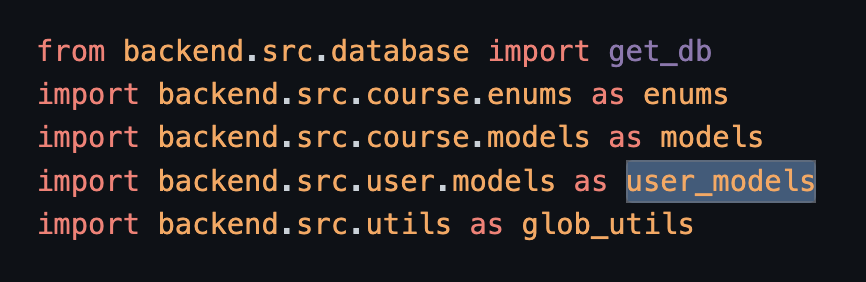 from backend.src.database import get_db
import backend.src.course.enums as enums
import backend.src.course.models as models
import backend.src.user.models as user_models
import backend.src.utils as glob_utils